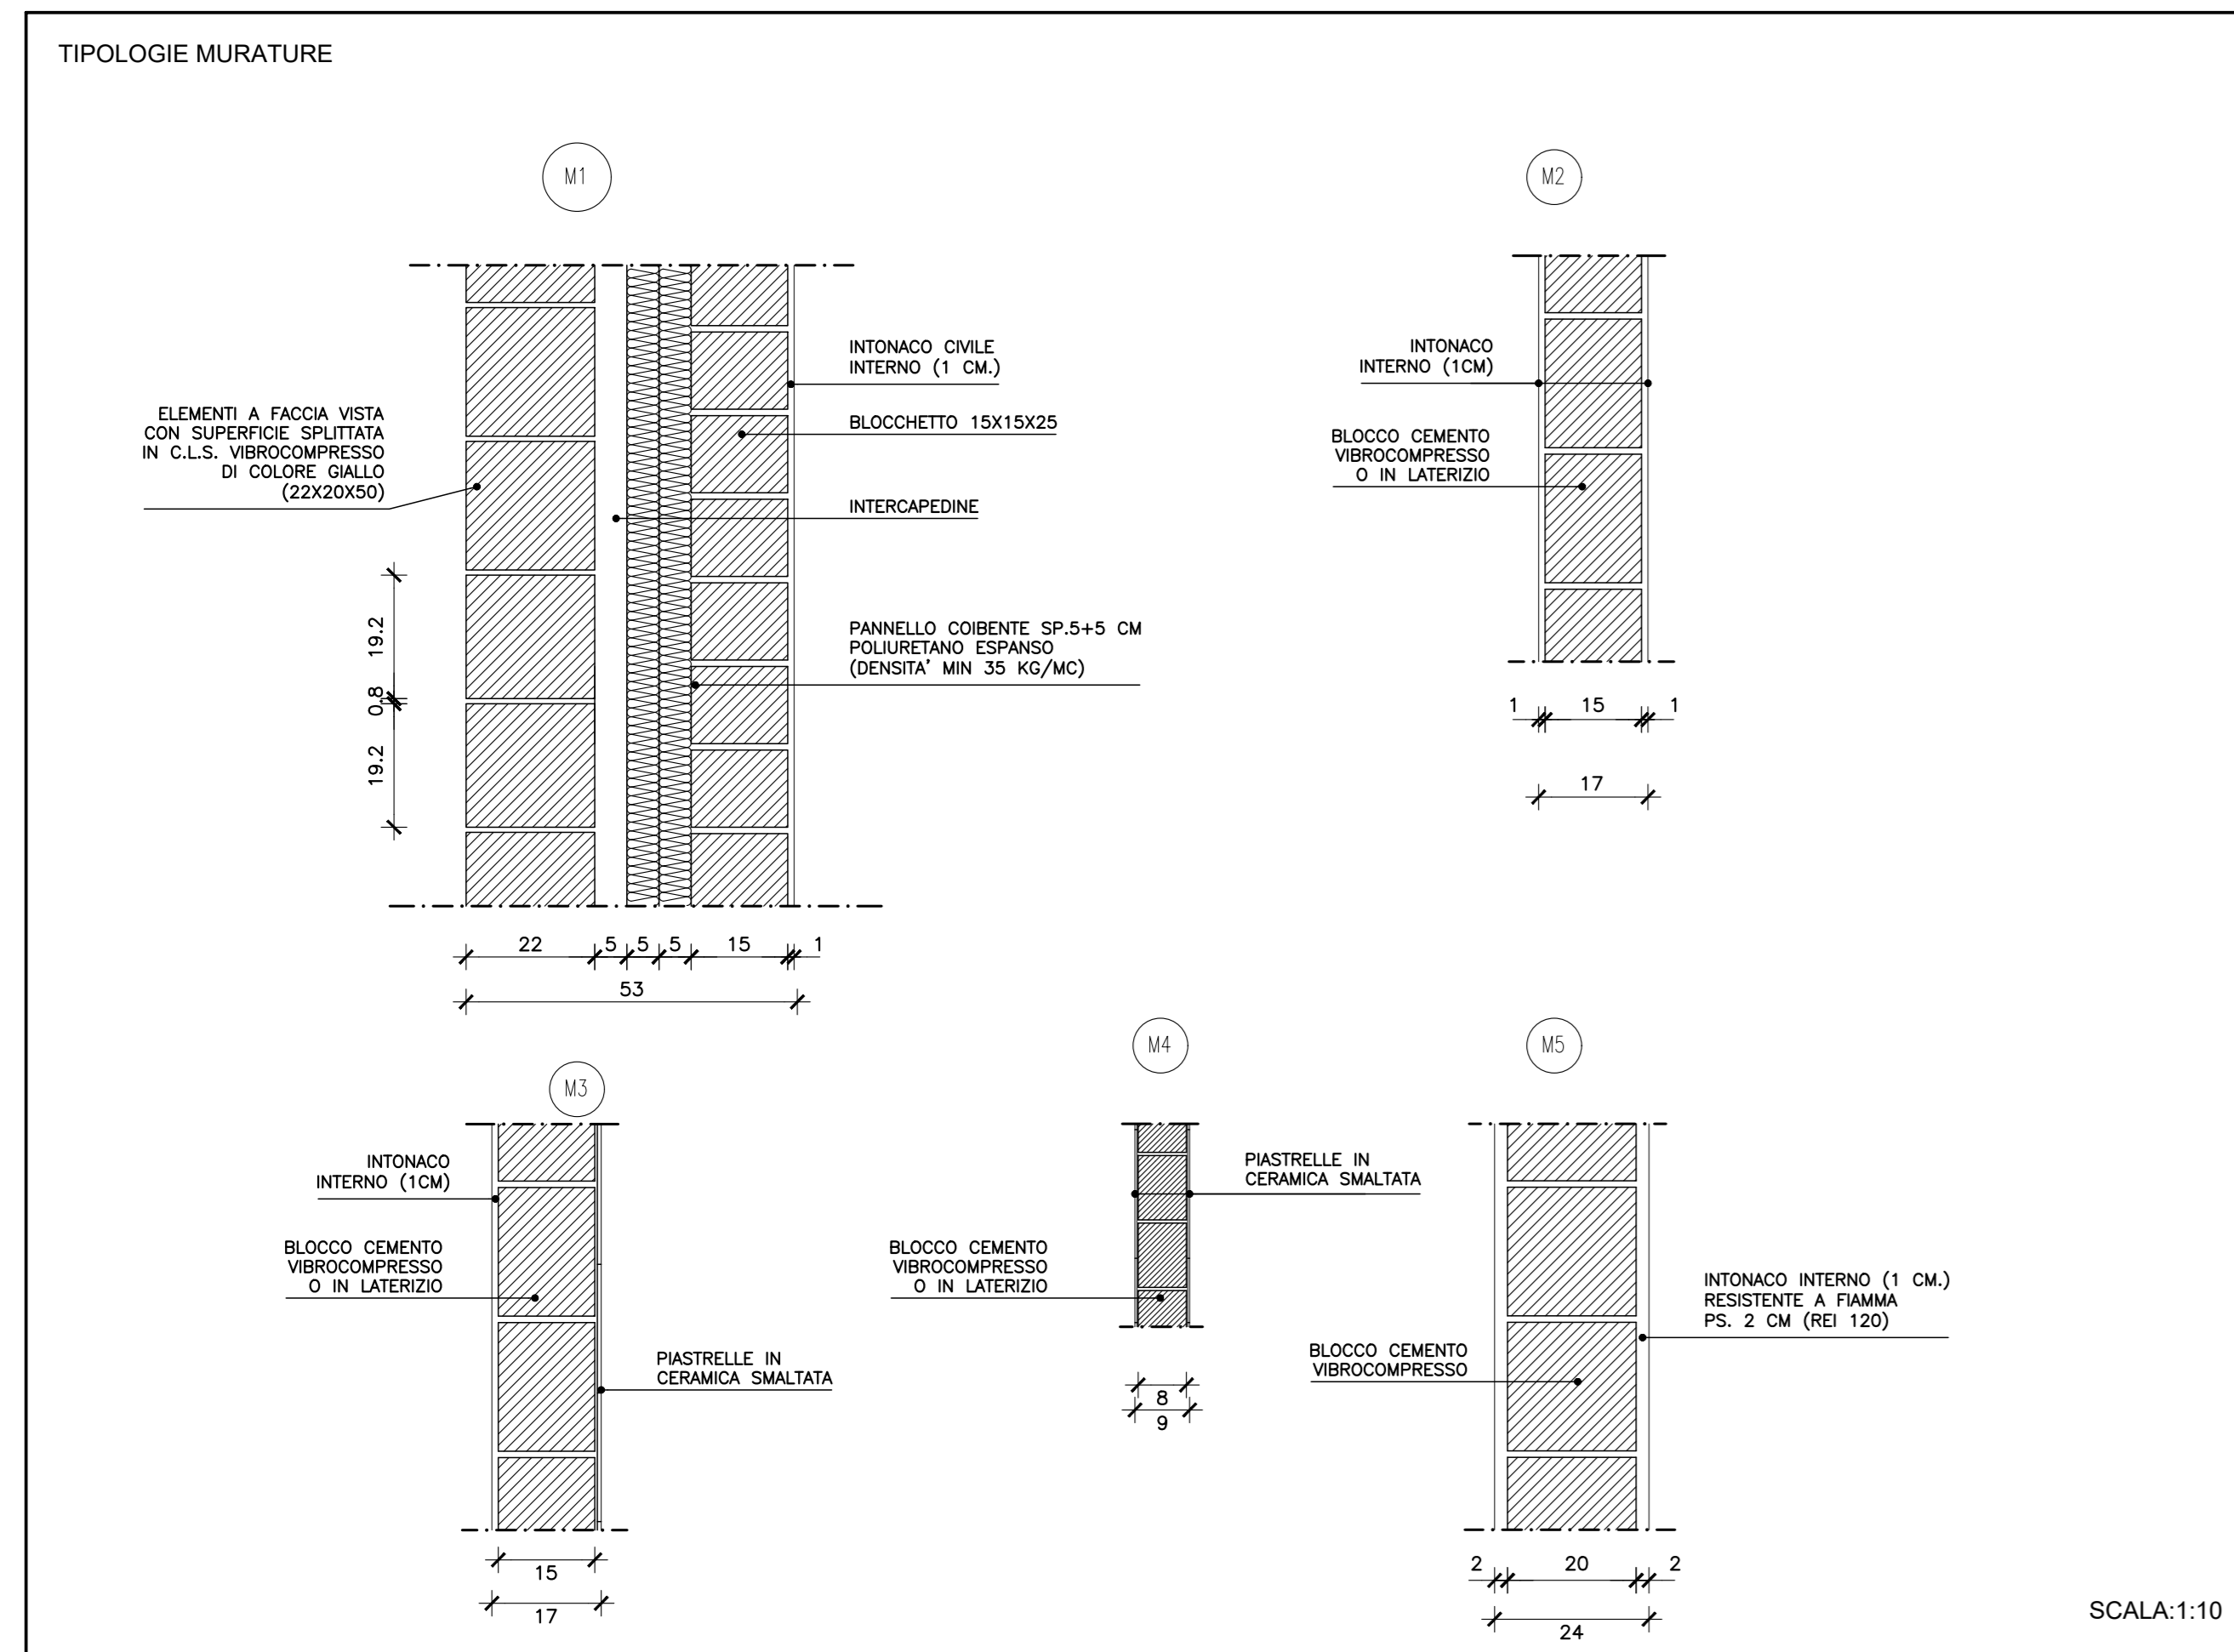 TIPOLOGIE MURATURE
M1
ELEMENTI A FACCIA VISTA
CON SUPERFICIE SPLITTATA
IN C.L.S. VIBROCOMPRESSO
DI COLORE GIALLO
(22X20X50)
INTONACO CIVILE
INTERNO (1 CM.)
BLOCCHETTO 15X15X25
INTERCAPEDINE
PANNELLO COIBENTE SP.5+5 CM
POLIURETANO ESPANSO
(DENSITA' MIN 35 KG/MC)
19.2
0.8
19.2
22 5 5 5 15 1
53
M2
INTONACO
INTERNO (1CM)
BLOCCO CEMENTO
VIBROCOMPRESSO
O IN LATERIZIO
1 15 1
17
M3
INTONACO
INTERNO (1CM)
BLOCCO CEMENTO
VIBROCOMPRESSO
O IN LATERIZIO
PIASTRELLE IN
CERAMICA SMALTATA
15
17
M4
PIASTRELLE IN
CERAMICA SMALTATA
BLOCCO CEMENTO
VIBROCOMPRESSO
O IN LATERIZIO
8
9
M5
INTONACO INTERNO (1 CM.)
RESISTENTE A FIAMMA
PS. 2 CM (REI 120)
BLOCCO CEMENTO
VIBROCOMPRESSO
2 20 2
24
SCALA:1:10